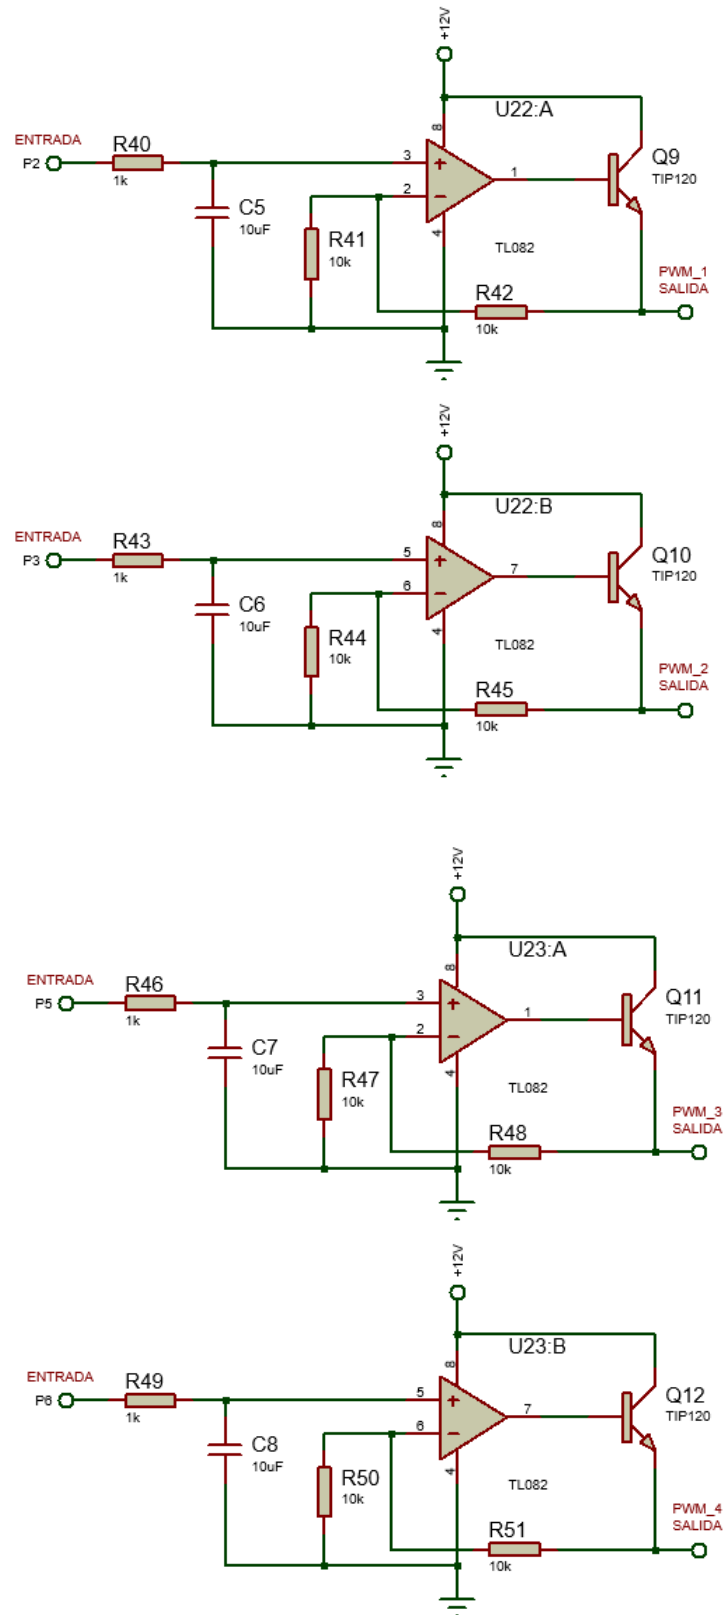 +12V
U22:A
8
ENTRADA
R40
P2
1k
3
1
Q9
TIP120
2
C5
10uF
R41
10k
4
TL082
PWM_1
SALIDA
R42
10k
+12V
U22:B
8
ENTRADA
R43
P3
1k
5
7
Q10
TIP120
6
C6
10uF
R44
10k
4
TL082
PWM_2
SALIDA
R45
10k
+12V
U23:A
8
ENTRADA
R46
P5
1k
3
1
Q11
TIP120
2
C7
10uF
R47
10k
4
TL082
PWM_3
SALIDA
R48
10k
+12V
U23:B
8
ENTRADA
R49
P6
1k
5
7
Q12
TIP120
6
C8
10uF
R50
10k
4
TL082
PWM_4
SALIDA
R51
10k